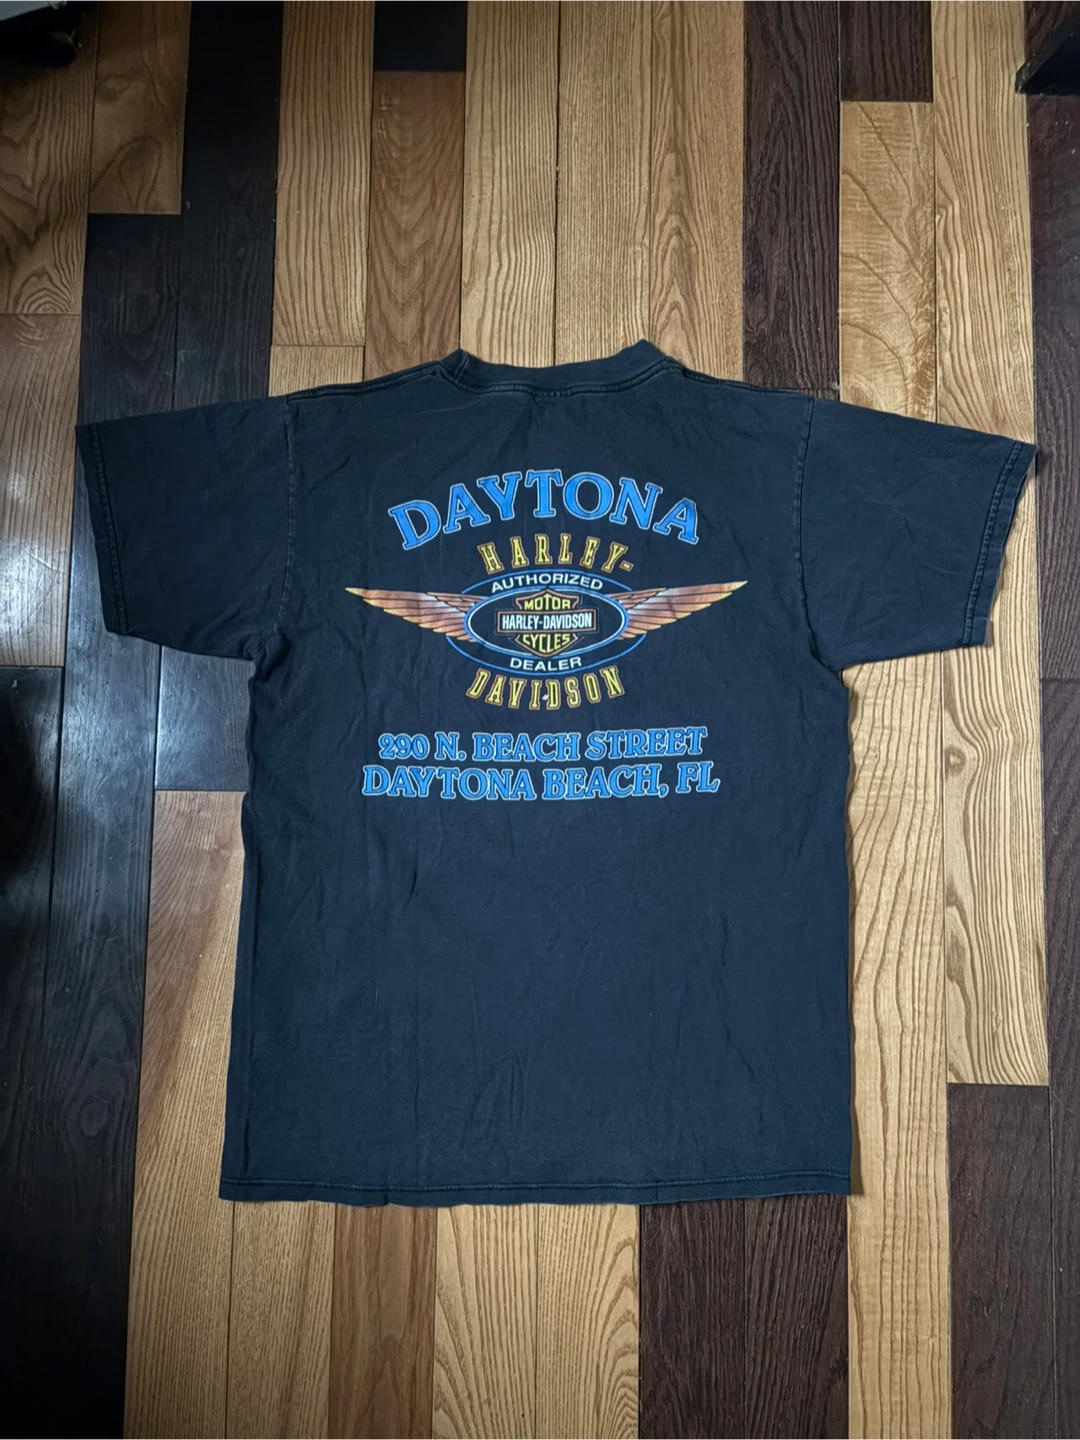 DAYTONA
HARLEY-
AUTHORIZED
MOTOR
HARLEY-DAVIDSON
CYCLES
DEALER
DAVIDSON
290 N. BEACH STREET
DAYTONA BEACH, FL